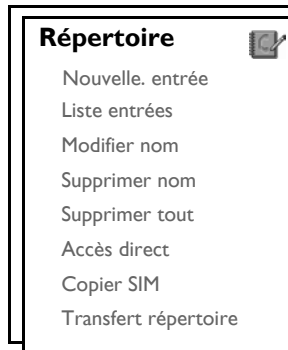 Répertoire
Nouvelle. entrée
Liste entrées
Modifier nom
Supprimer nom
Supprimer tout
Accès direct
Copier SIM
Transfert répertoire